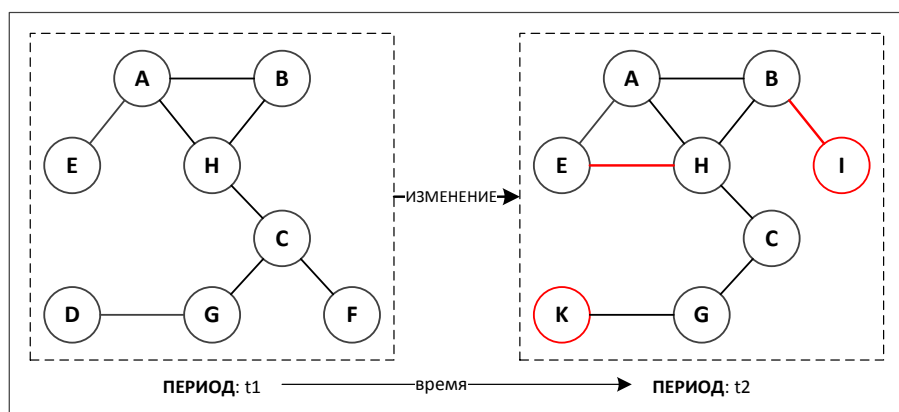 A B
E H
C
D G F
ИЗМЕНЕНИЕ
A B
E H I
C
K G
ПЕРИОД: t1 время ПЕРИОД: t2